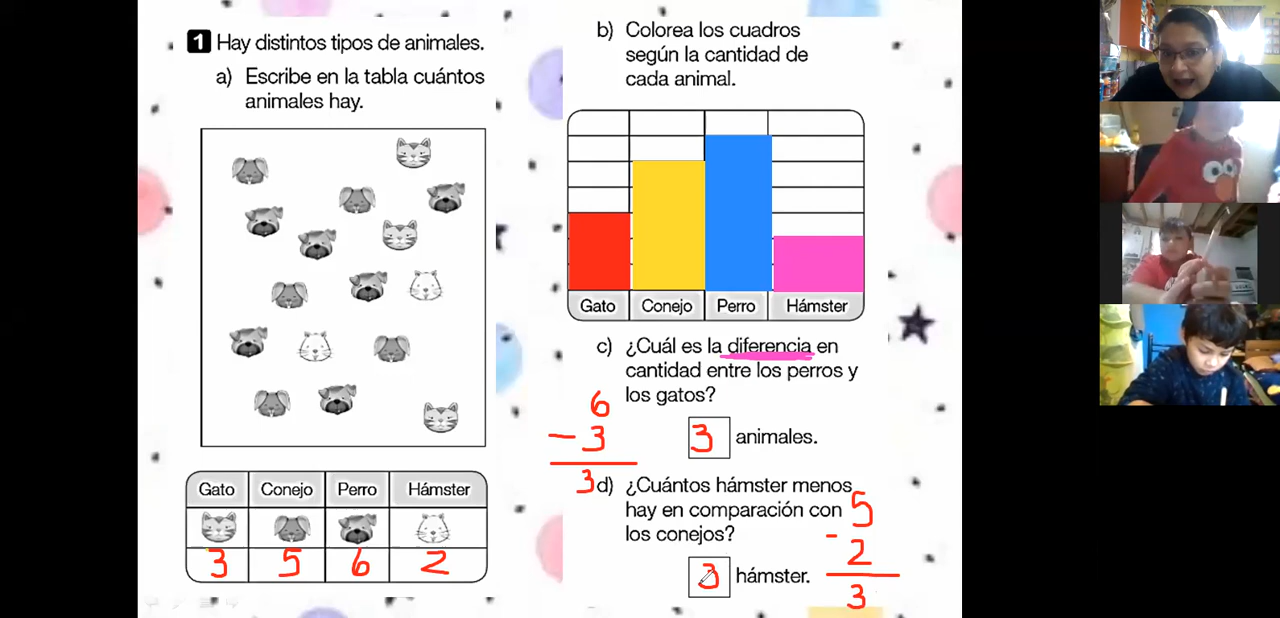 1 Hay distintos tipos de animales.
a) Escribe en la tabla cuántos
animales hay.
Gato Conejo Perro Hámster
3 5 6 2
b) Colorea los cuadros
según la cantidad de
cada animal.
Gato Conejo Perro Hámster
c) ¿Cuál es la diferencia en
cantidad entre los perros y
los gatos?
6
- 3
3
3 animales.
d) ¿Cuántos hámster menos
hay en comparación con
los conejos?
5
- 2
3
3 hámster.